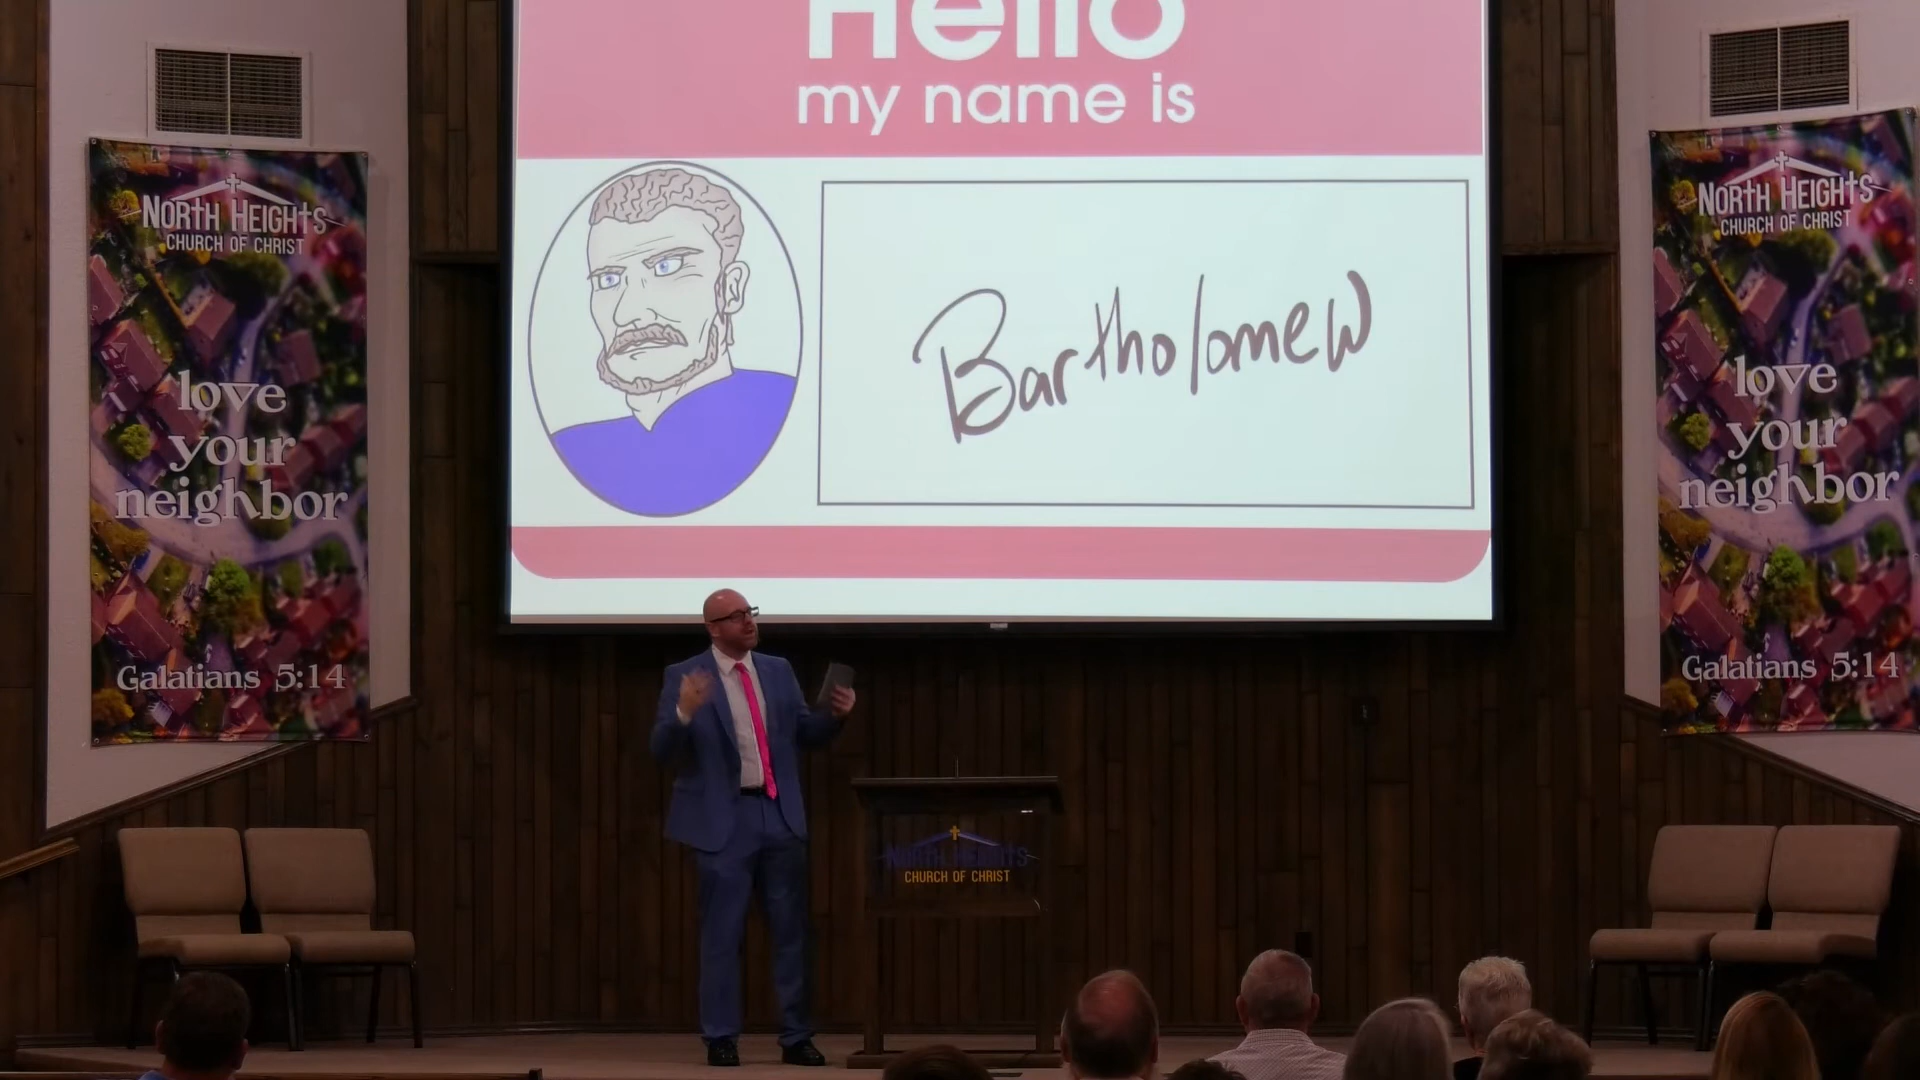 Hello
my name is
Bartholomew
NORTH HEIGHTS
CHURCH OF CHRIST
love
your
neighbor
Galatians 5:14
NORTH HEIGHTS
CHURCH OF CHRIST
love
your
neighbor
Galatians 5:14
NORTH HEIGHTS
CHURCH OF CHRIST